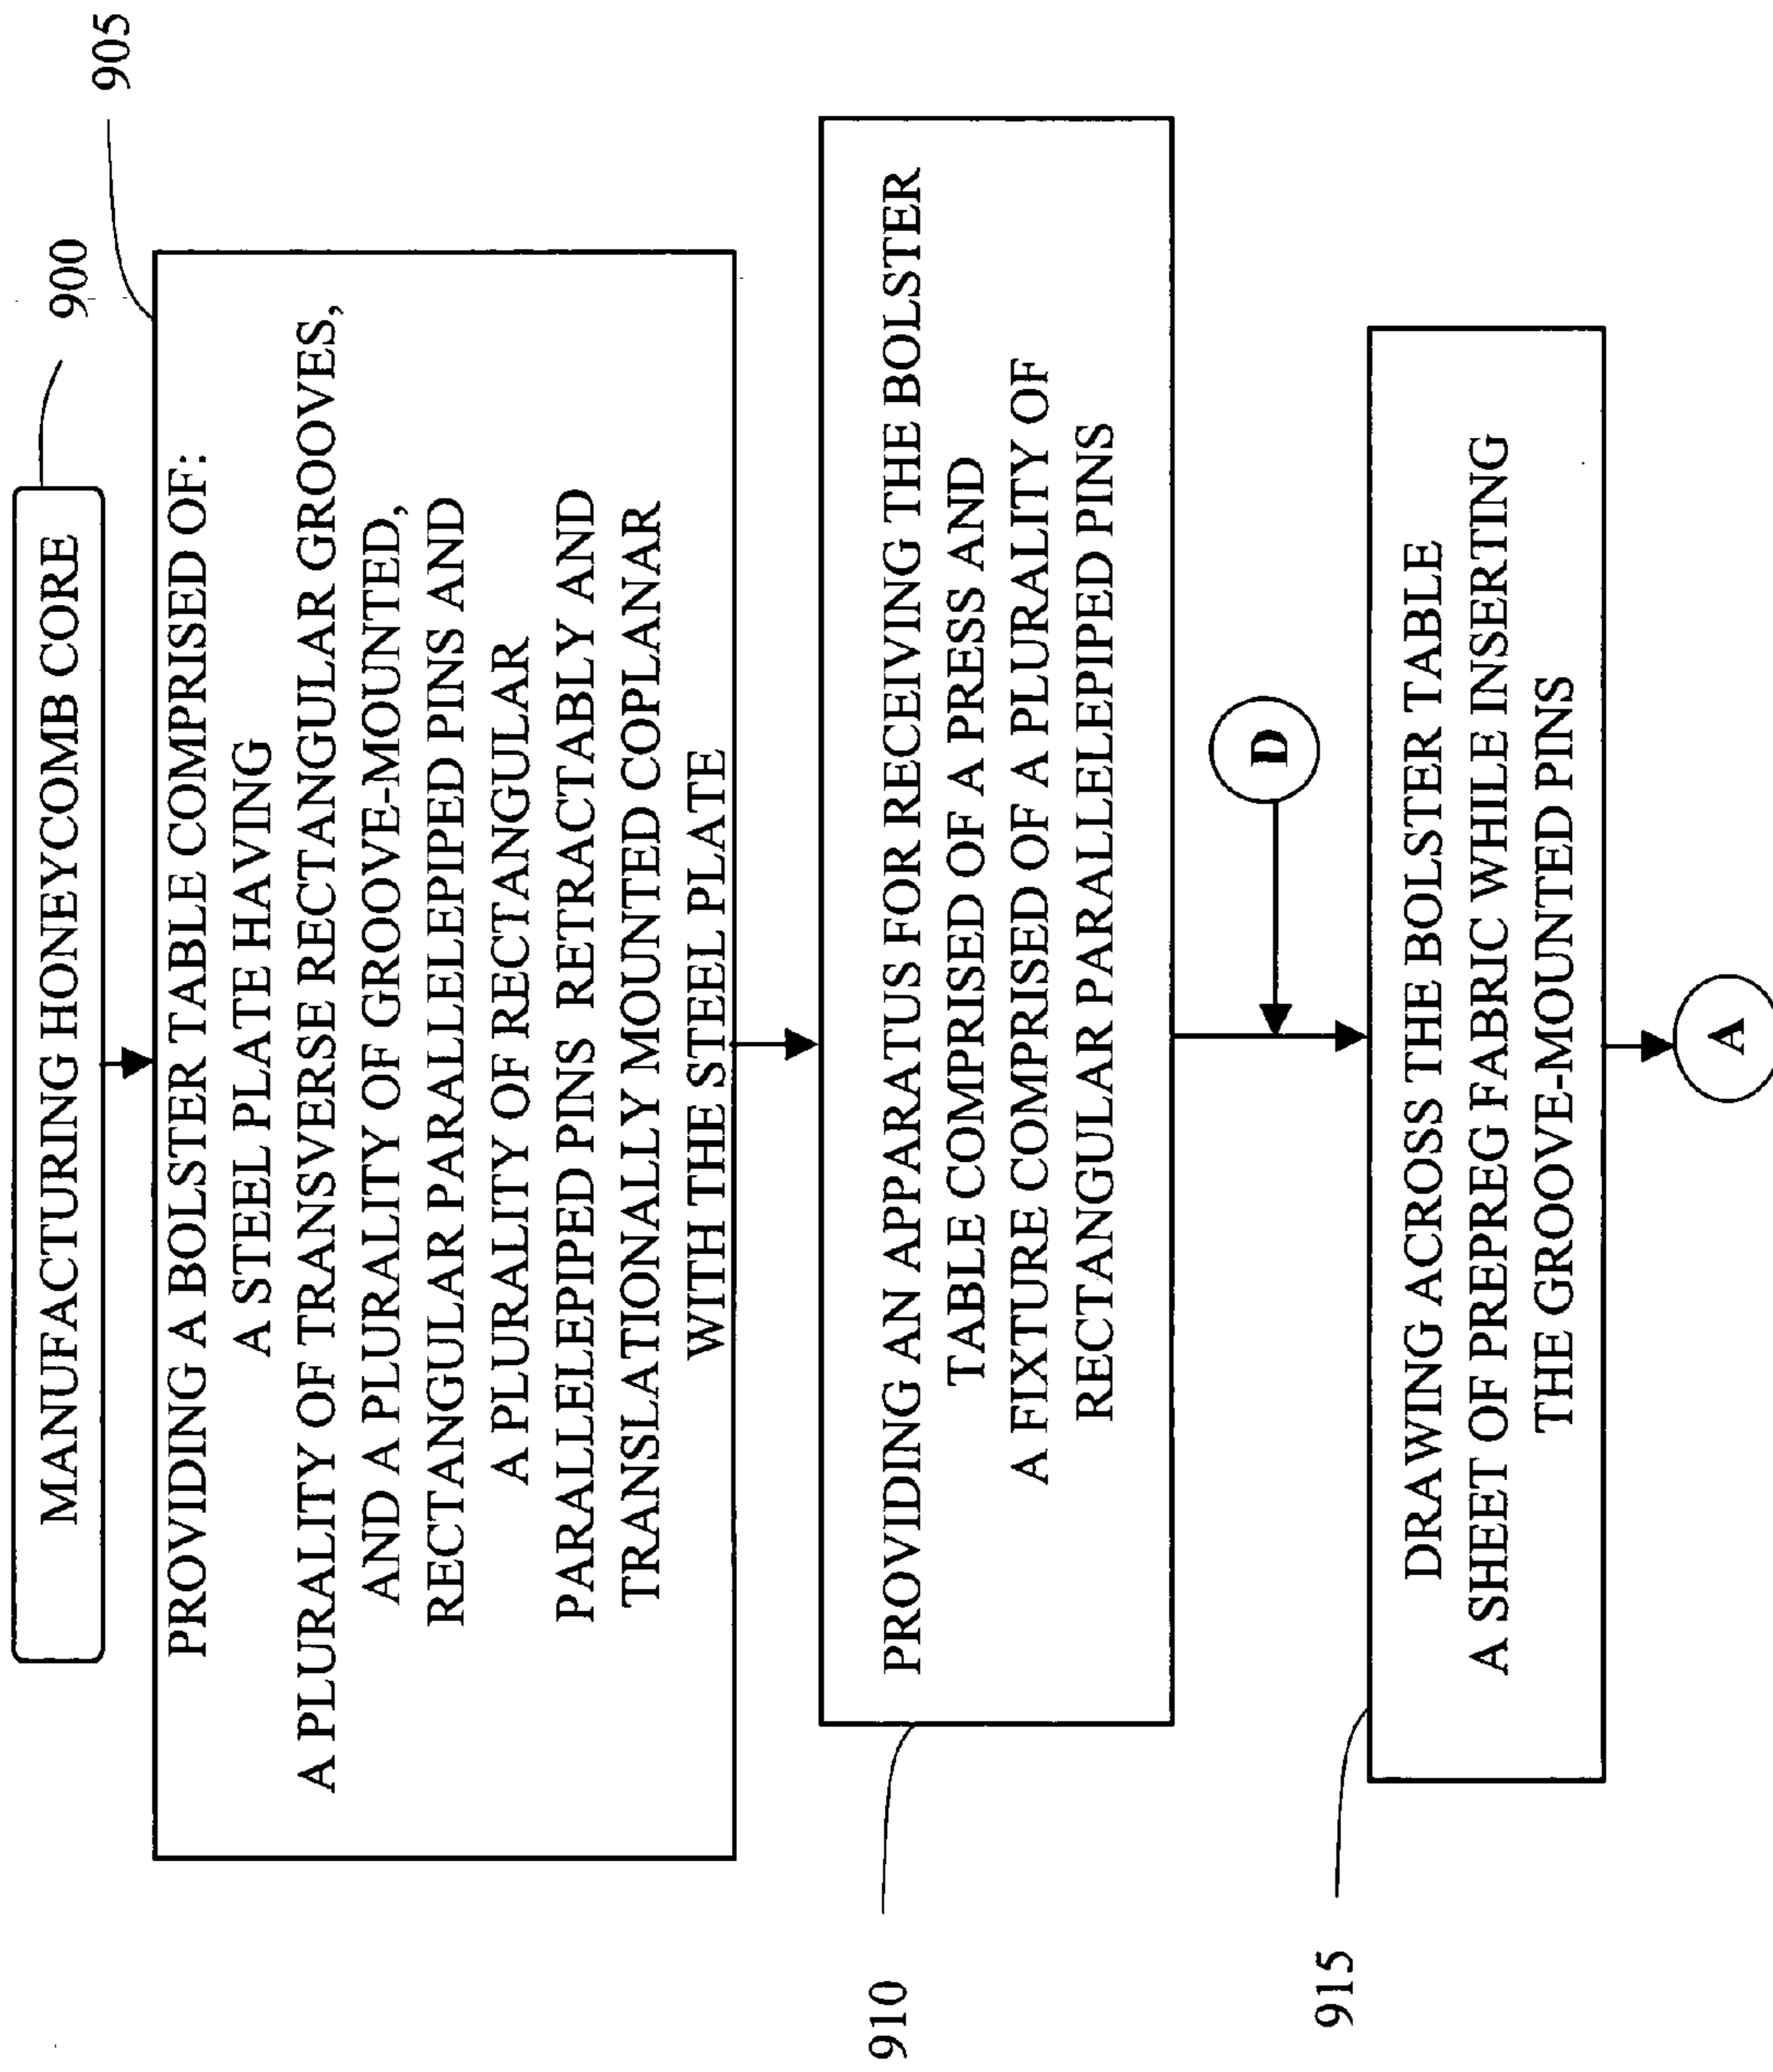 MANUFACTURING HONEYCOMB CORE
900
905
PROVIDING A BOLSTER TABLE COMPRISED OF:
A STEEL PLATE HAVING
A PLURALITY OF TRANSVERSE RECTANGULAR GROOVES,
AND A PLURALITY OF GROOVE-MOUNTED,
RECTANGULAR PARALLELEPIPED PINS AND
A PLURALITY OF RECTANGULAR
PARALLELEPIPED PINS RETRACTABLY AND
TRANSLATIONALLY MOUNTED COPLANAR
WITH THE STEEL PLATE
910
PROVIDING AN APPARATUS FOR RECEIVING THE BOLSTER
TABLE COMPRISED OF A PRESS AND
A FIXTURE COMPRISED OF A PLURALITY OF
RECTANGULAR PARALLELEPIPED PINS
D
915
DRAWING ACROSS THE BOLSTER TABLE
A SHEET OF PREPREG FABRIC WHILE INSERTING
THE GROOVE-MOUNTED PINS
A